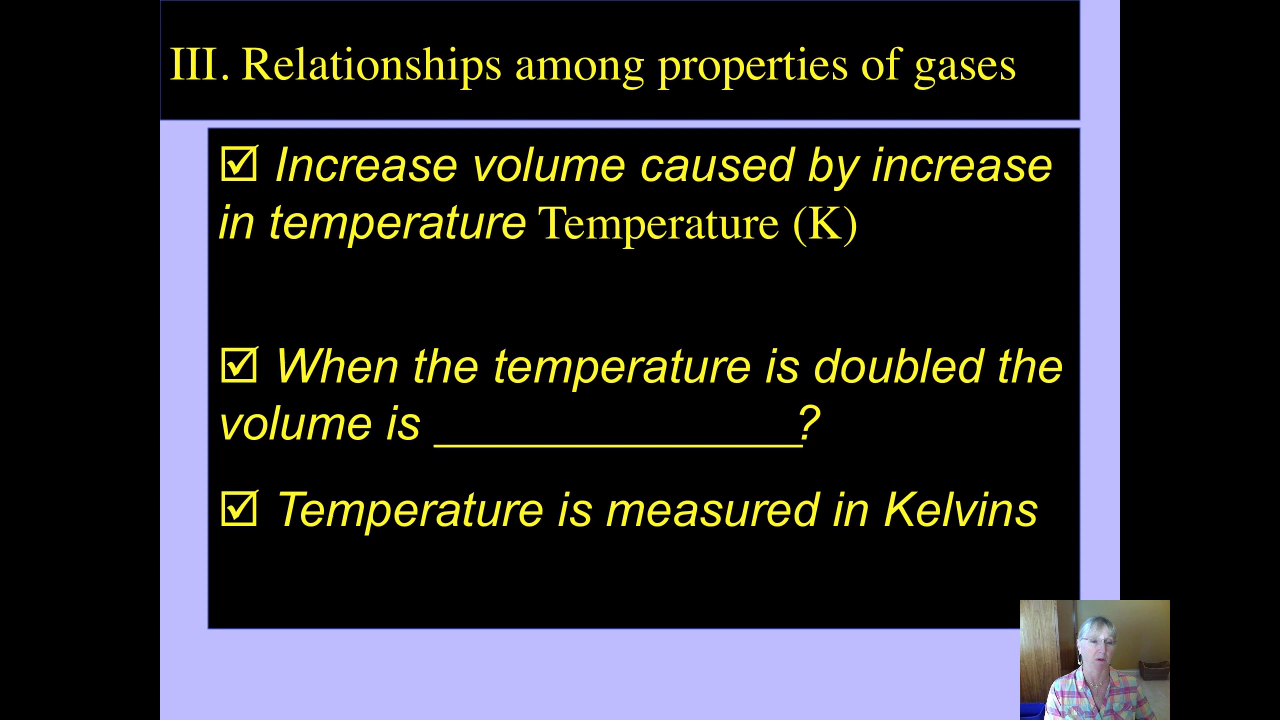 III. Relationships among properties of gases
☑ Increase volume caused by increase
in temperature Temperature (K)
☑ When the temperature is doubled the
volume is ______________?
☑ Temperature is measured in Kelvins